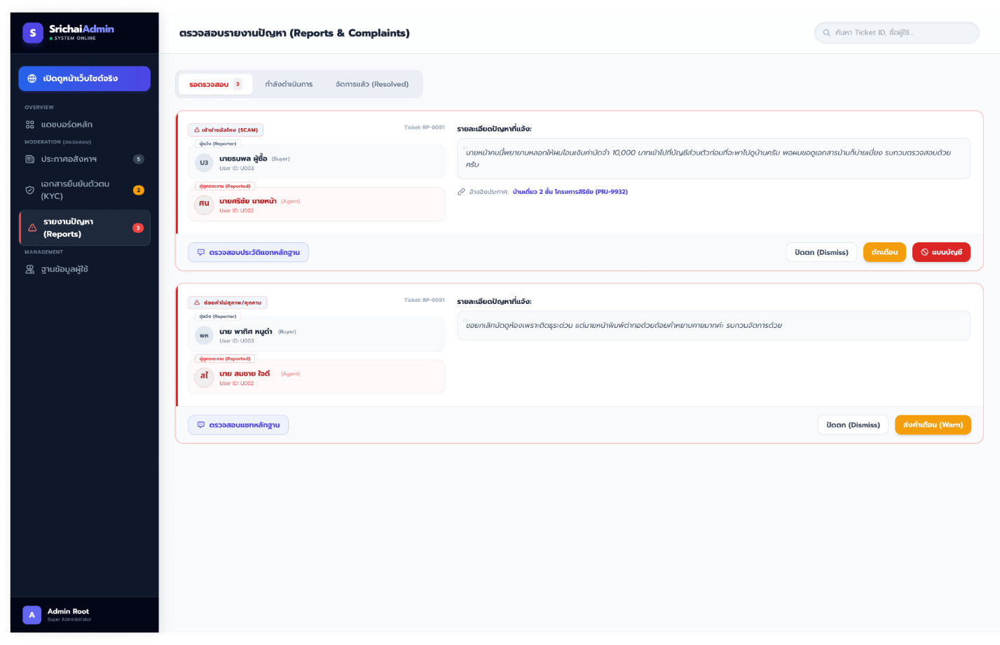 S
SrichaiAdmin
SYSTEM ONLINE
เปิดดูหน้าเว็บไซต์จริง
OVERVIEW
แดชบอร์ดหลัก
MODERATION (ตรวจสอบ)
ประกาศอสังหาฯ
5
เอกสารยืนยันตัวตน
(KYC)
2
รายงานปัญหา
(Reports)
3
MANAGEMENT
ฐานข้อมูลผู้ใช้
A
Admin Root
Super Administrator
ตรวจสอบรายงานปัญหา (Reports & Complaints)
ค้นหา Ticket ID, ชื่อผู้ใช้...
รอตรวจสอบ 3
กำลังดำเนินการ
จัดการแล้ว (Resolved)
เข้าข่ายฉ้อโกง (SCAM)
Ticket: RP-0091
ผู้แจ้ง (Reporter)
บ3
นายธนพล ผู้ซื้อ (Buyer)
User ID: U003
ผู้ถูกรายงาน (Reported)
ศน
นายศรีชัย นายหน้า (Agent)
User ID: U002
รายละเอียดปัญหาที่แจ้ง:
"นายหน้าคนนี้พยายามหลอกให้ผมโอนเงินค่านัดจำ 10,000 บาทเข้าไปที่บัญชีส่วนตัวก่อนที่จะพาไปดูบ้านครับ พอผมขอดูเอกสารบ้านก็บ่ายเบี่ยง รบกวนตรวจสอบด้วย
ครับ
อ้างอิงประกาศ: บ้านเดี่ยว 2 ชั้น โครงการสิริชัย (PRJ-9932)
ตรวจสอบประวัติแชทหลักฐาน
ปัดตก (Dismiss)
ตักเตือน
แบนบัญชี
ถ้อยคำไม่สุภาพ/คุกคาม
Ticket: RP-0091
ผู้แจ้ง (Reporter)
พห
นาย พาทิศ หนูดำ (Buyer)
User ID: U003
ผู้ถูกรายงาน (Reported)
สใ
นาย สมชาย ใจดี (Agent)
User ID: U002
รายละเอียดปัญหาที่แจ้ง:
"ขอยกเลิกนัดดูห้องเพราะติดธุระด่วน แต่นายหน้าพิมพ์ด่าทอด้วยถ้อยคำหยาบคายมากค่ะ รบกวนจัดการด้วย
ตรวจสอบแชทหลักฐาน
ปัดตก (Dismiss)
ส่งคำเตือน (Warn)